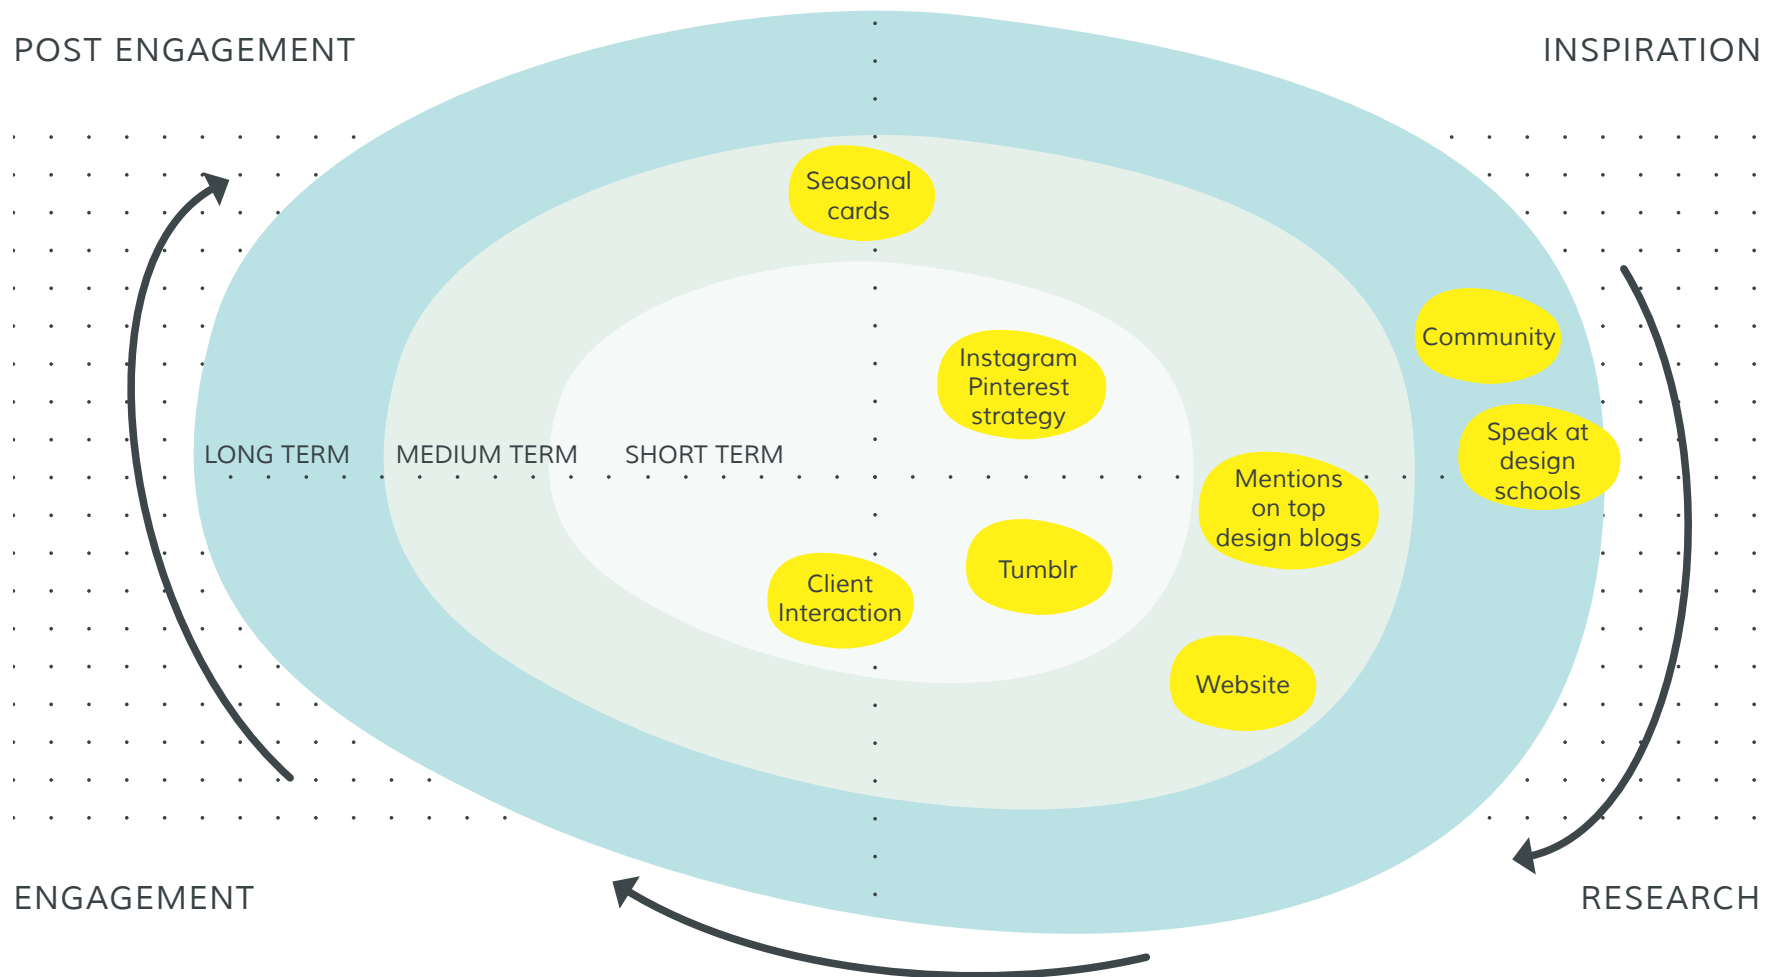 POST ENGAGEMENT
INSPIRATION
Seasonal
cards
Community
Instagram
Pinterest
strategy
LONG TERM
MEDIUM TERM
SHORT TERM
Speak at
design
schools
Mentions
on top
design blogs
Tumblr
Client
Interaction
Website
ENGAGEMENT
RESEARCH